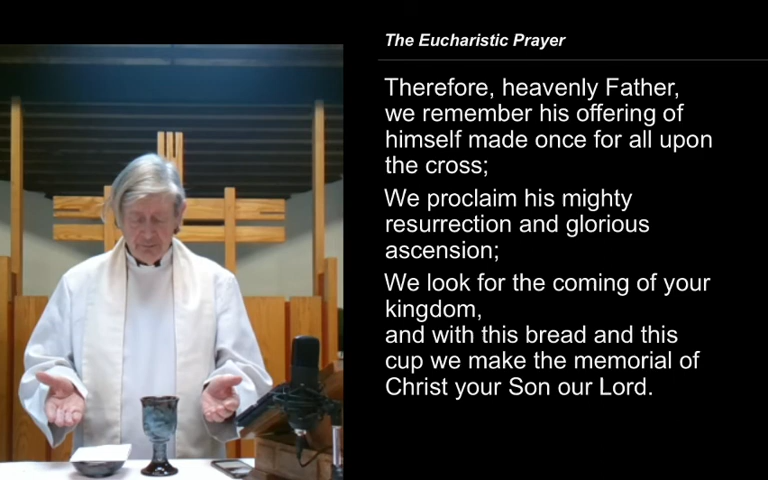 The Eucharistic Prayer
Therefore, heavenly Father,
we remember his offering of
himself made once for all upon
the cross;
We proclaim his mighty
resurrection and glorious
ascension;
We look for the coming of your
kingdom,
and with this bread and this
cup we make the memorial of
Christ your Son our Lord.